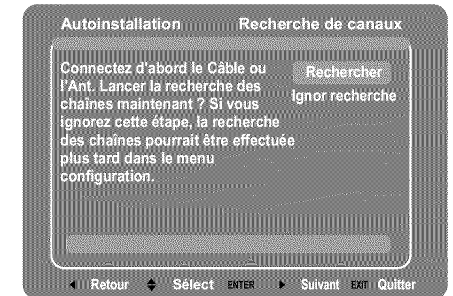 Autoinstallation Recherche de canaux
Connectez d'abord le Câble ou
l'Ant. Lancer la recherche des
chaînes maintenant ? Si vous
ignorez cette étape, la recherche
des chaînes pourrait être effectuée
plus tard dans le menu
configuration.
Rechercher
Ignor recherche
Retour Sélect ENTER Suivant EXIT Quitter